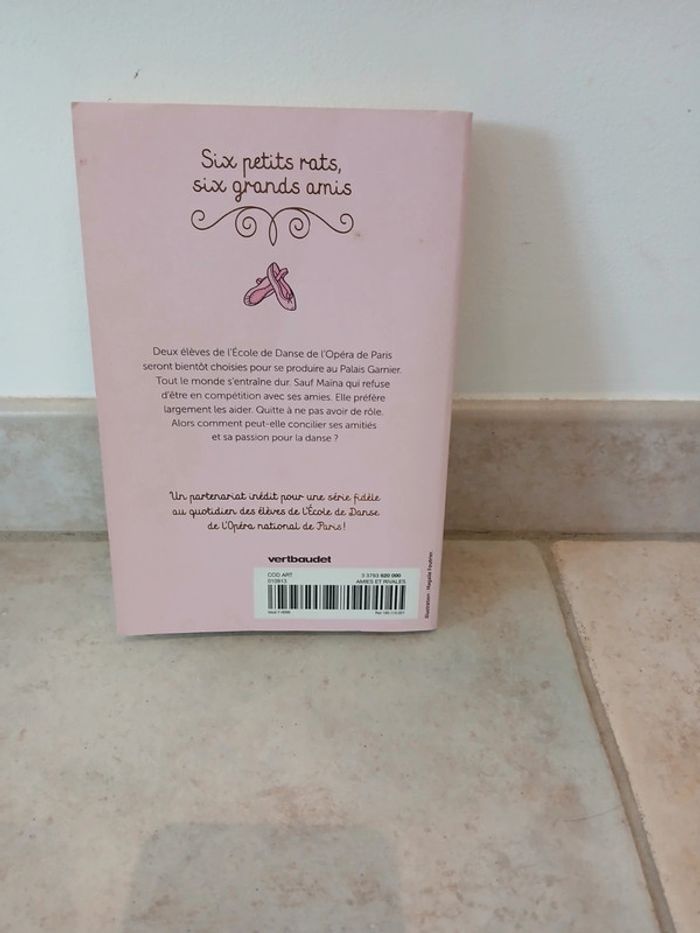 Six petits rats,
six grands amis
Deux élèves de l'École de Danse de l'Opéra de Paris
seront bientôt choisies pour se produire au Palais Garnier.
Tout le monde s'entraîne dur. Sauf Maïna qui refuse
d'être en compétition avec ses amies. Elle préfère
largement les aider. Quitte à ne pas avoir de rôle.
Alors comment peut-elle concilier ses amitiés
et sa passion pour la danse ?
Un partenariat inédit pour une série fidèle
au quotidien des élèves de l'École de Danse
de l'Opéra national de Paris !
vertbaudet
COD ART
AMIES ET RIVALES
Illustration : Magalie Foutrier